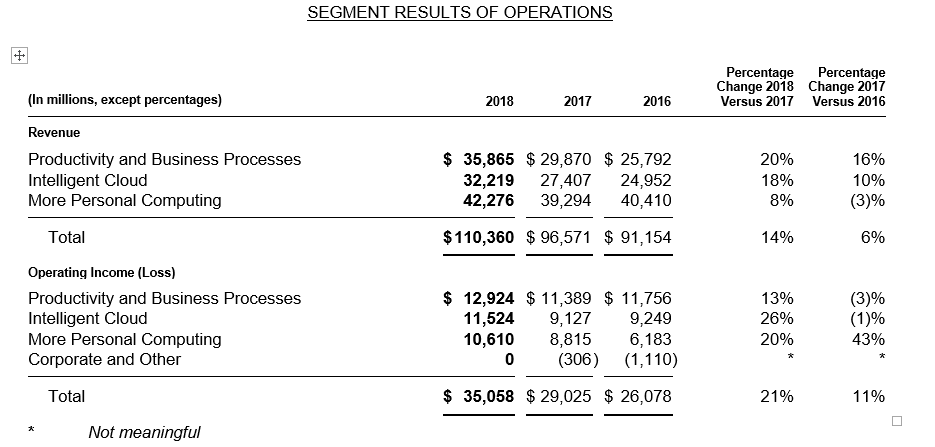 SEGMENT RESULTS OF OPERATIONS
Percentage Percentage
Change 2018 Change 2017
(In millions, except percentages) 2018 2017 2016 Versus 2017 Versus 2016
Revenue
Productivity and Business Processes $ 35,865 $ 29,870 $ 25,792 20% 16%
Intelligent Cloud 32,219 27,407 24,952 18% 10%
More Personal Computing 42,276 39,294 40,410 8% (3)%
Total $110,360 $ 96,571 $ 91,154 14% 6%
Operating Income (Loss)
Productivity and Business Processes $ 12,924 $ 11,389 $ 11,756 13% (3)%
Intelligent Cloud 11,524 9,127 9,249 26% (1)%
More Personal Computing 10,610 8,815 6,183 20% 43%
Corporate and Other 0 (306) (1,110) * *
Total $ 35,058 $ 29,025 $ 26,078 21% 11%
* Not meaningful